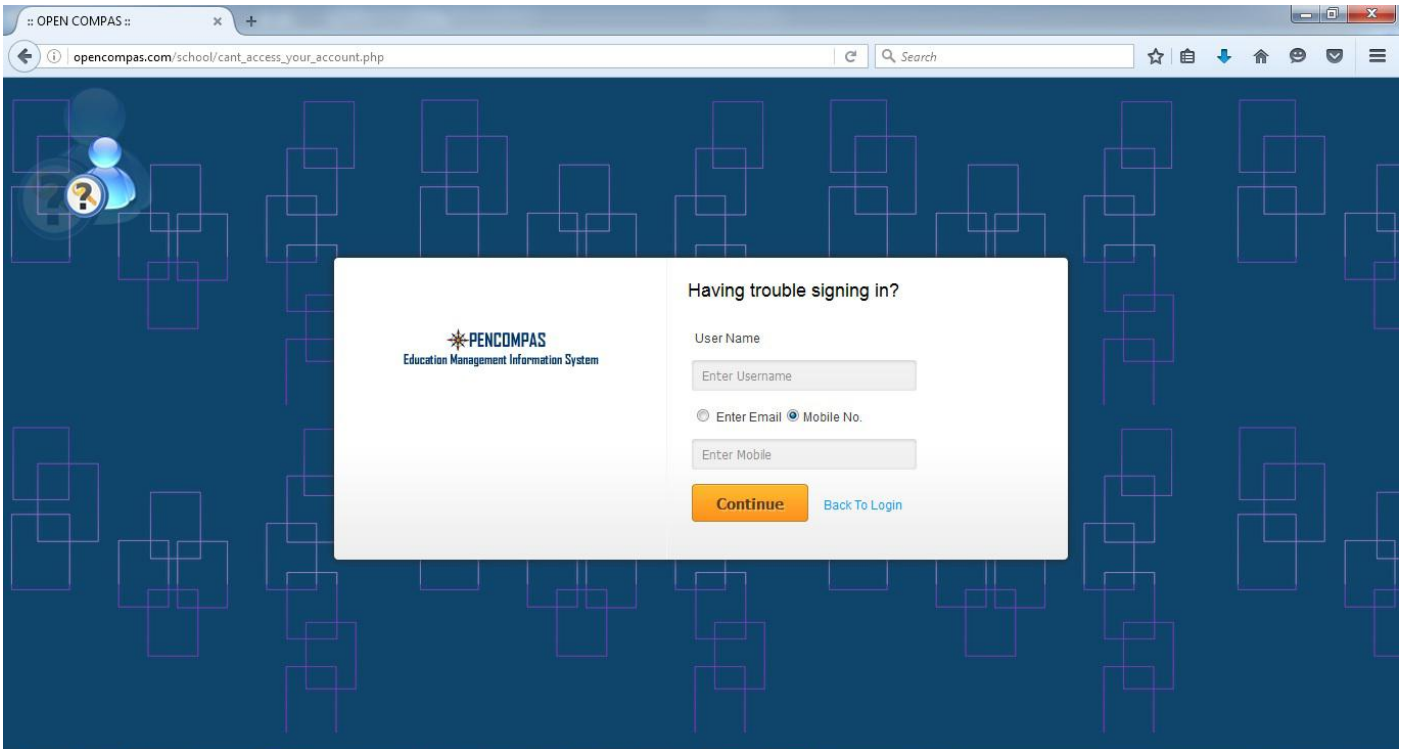 :: OPEN COMPAS ::
opencompas.com/school/cant_access_your_account.php
Search
Having trouble signing in?
PENCOMPAS
Education Management Information System
User Name
Enter Username
Enter Email Mobile No.
Enter Mobile
Continue Back To Login